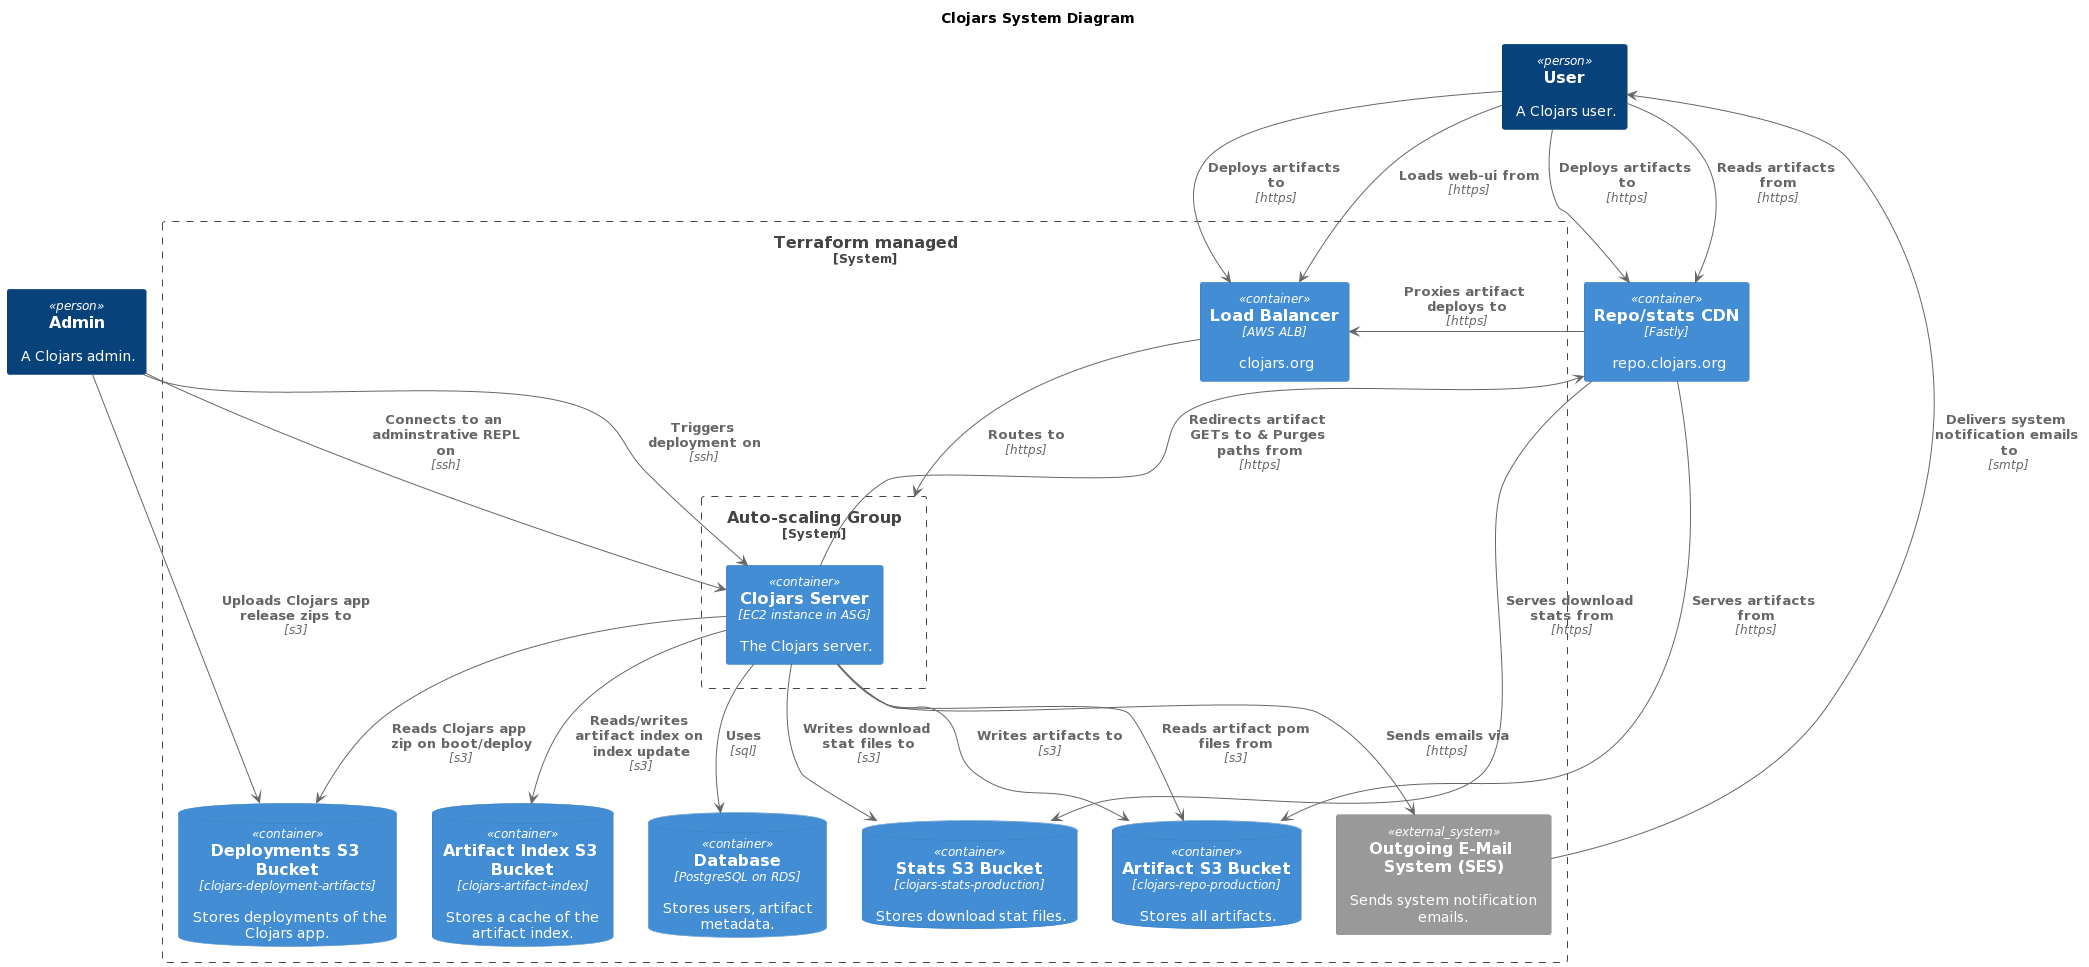 Clojars System Diagram
«person»
User
A Clojars user.
Deploys artifacts
to
[https]
Loads web-ui from
[https]
Deploys artifacts
to
[https]
Reads artifacts
from
[https]
Terraform managed
[System]
«person»
Admin
A Clojars admin.
«container»
Load Balancer
[AWS ALB]
clojars.org
Proxies artifact
deploys to
[https]
«container»
Repo/stats CDN
[Fastly]
repo.clojars.org
Connects to an
adminstrative REPL
on
[ssh]
Triggers
deployment on
[ssh]
Routes to
[https]
Redirects artifact
GETs to & Purges
paths from
[https]
Delivers system
notification emails
to
[smtp]
Auto-scaling Group
[System]
«container»
Clojars Server
[EC2 instance in ASG]
The Clojars server.
Uploads Clojars app
release zips to
[s3]
Serves download
stats from
[https]
Serves artifacts
from
[https]
Reads Clojars app
zip on boot/deploy
[s3]
Reads/writes
artifact index on
index update
[s3]
Uses
[sql]
Writes download
stat files to
[s3]
Writes artifacts to
[s3]
Reads artifact pom
files from
[s3]
Sends emails via
[https]
«container»
Deployments S3
Bucket
[clojars-deployment-artifacts]
Stores deployments of the
Clojars app.
«container»
Artifact Index S3
Bucket
[clojars-artifact-index]
Stores a cache of the
artifact index.
«container»
Database
[PostgreSQL on RDS]
Stores users, artifact
metadata.
«container»
Stats S3 Bucket
[clojars-stats-production]
Stores download stat files.
«container»
Artifact S3 Bucket
[clojars-repo-production]
Stores all artifacts.
«external_system»
Outgoing E-Mail
System (SES)
Sends system notification
emails.